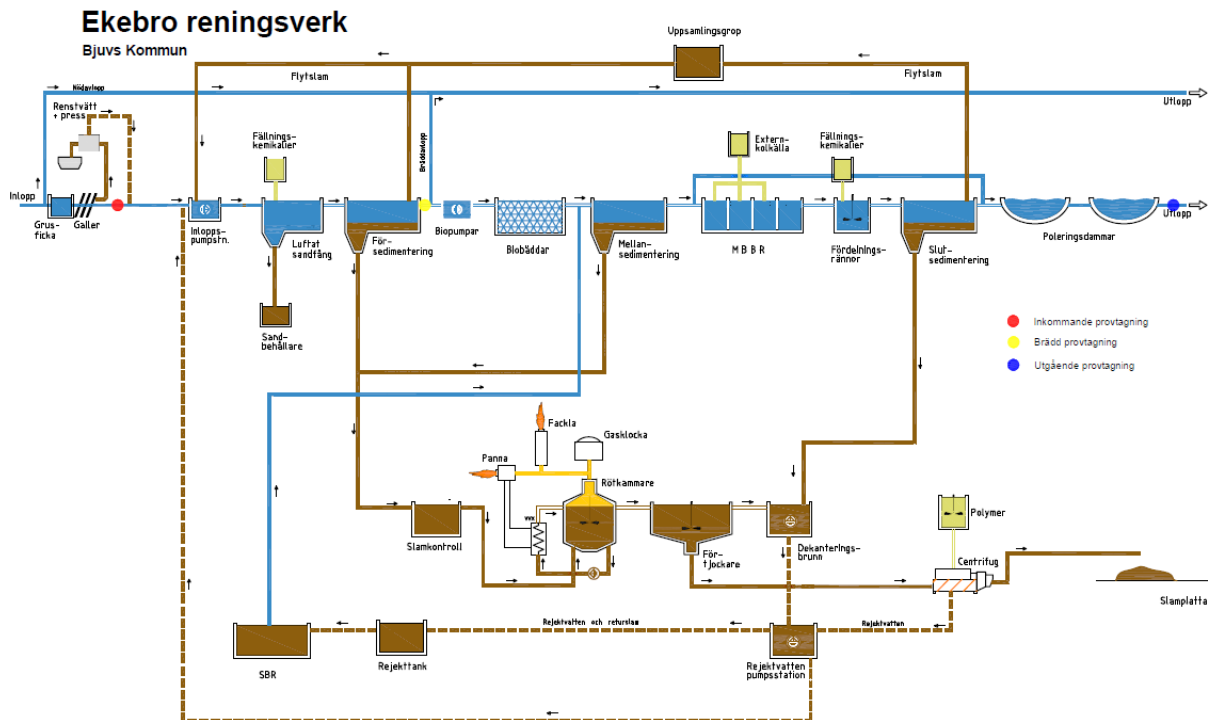 Ekebro reningsverk
Bjuvs Kommun
Uppsamlingsgrop
Flytslam
Flytslam
Nödavlopp
Utlopp
Renstvätt
+ press
Fällnings-
kemikalier
Bräddavlopp
Extern-
kolkälla
Fällnings-
kemikalier
Inlopp
Grus-
ficka
Galler
Inlopps-
pumpstn.
Luftat
sandfång
För-
sedimentering
Biopumpar
Biobäddar
Mellan-
sedimentering
M B B R
Fördelnings-
rännor
Slut-
sedimentering
Poleringsdammar
Utlopp
Sand-
behållare
Inkommande provtagning
Brädd provtagning
Utgående provtagning
Fackla
Gasklocka
Panna
Rötkammare
VVX
Slamkontroll
För-
tjockare
Dekanterings-
brunn
Polymer
Centrifug
Slamplatta
Rejektvatten och returslam
Rejektvatten
SBR
Rejekttank
Rejektvatten
pumpsstation